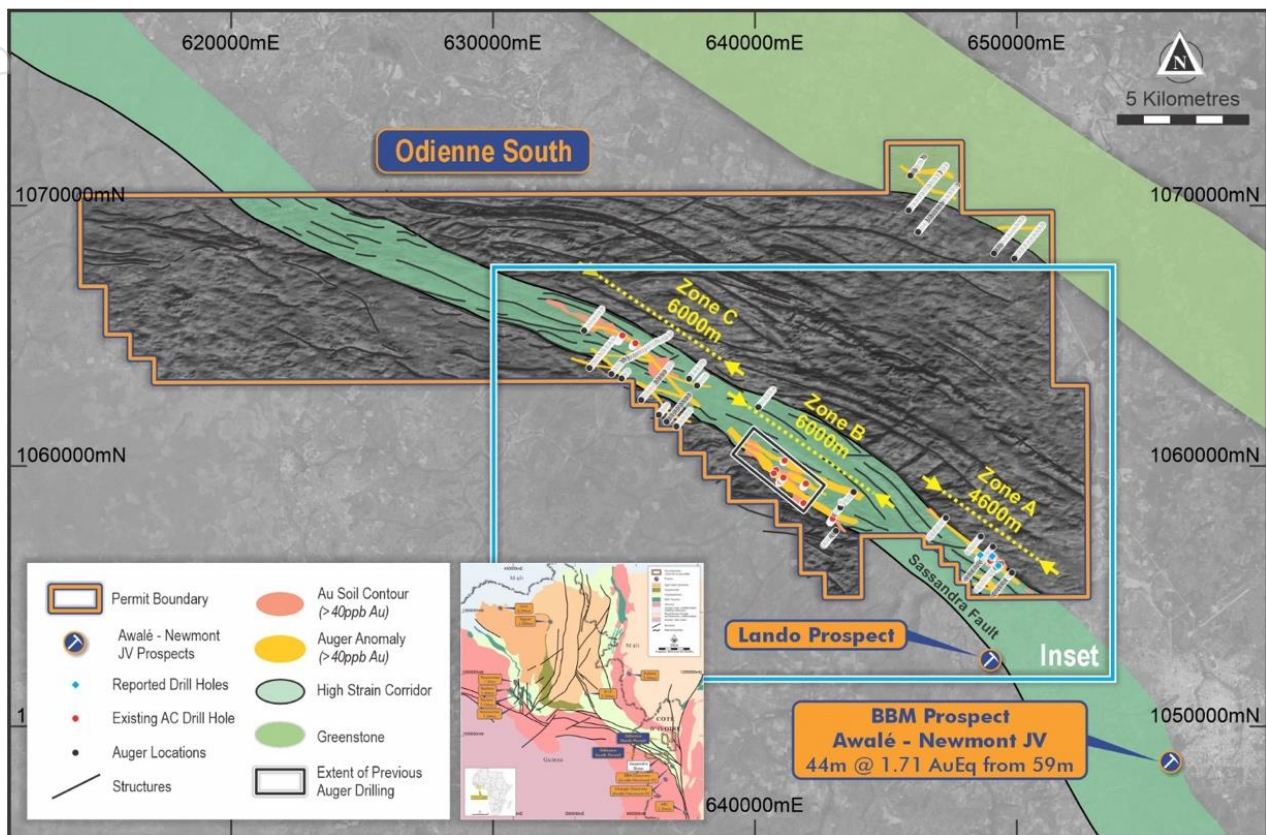 620000mE
630000mE
640000mE
650000mE
N
5 Kilometres
Odienne South
1070000mN
1070000mN
Zone C
6000m
Zone B
6000m
1060000mN
1060000mN
Zone A
4600m
Sassandra Fault
Lando Prospect
Inset
BBM Prospect
Awalé - Newmont JV
44m @ 1.71 AuEq from 59m
1050000mN
640000mE
Permit Boundary
Awalé - Newmont
JV Prospects
Reported Drill Holes
Existing AC Drill Hole
Auger Locations
Structures
Au Soil Contour
(>40ppb Au)
Auger Anomaly
(>40ppb Au)
High Strain Corridor
Greenstone
Extent of Previous
Auger Drilling
Mali
Mali
Guinea